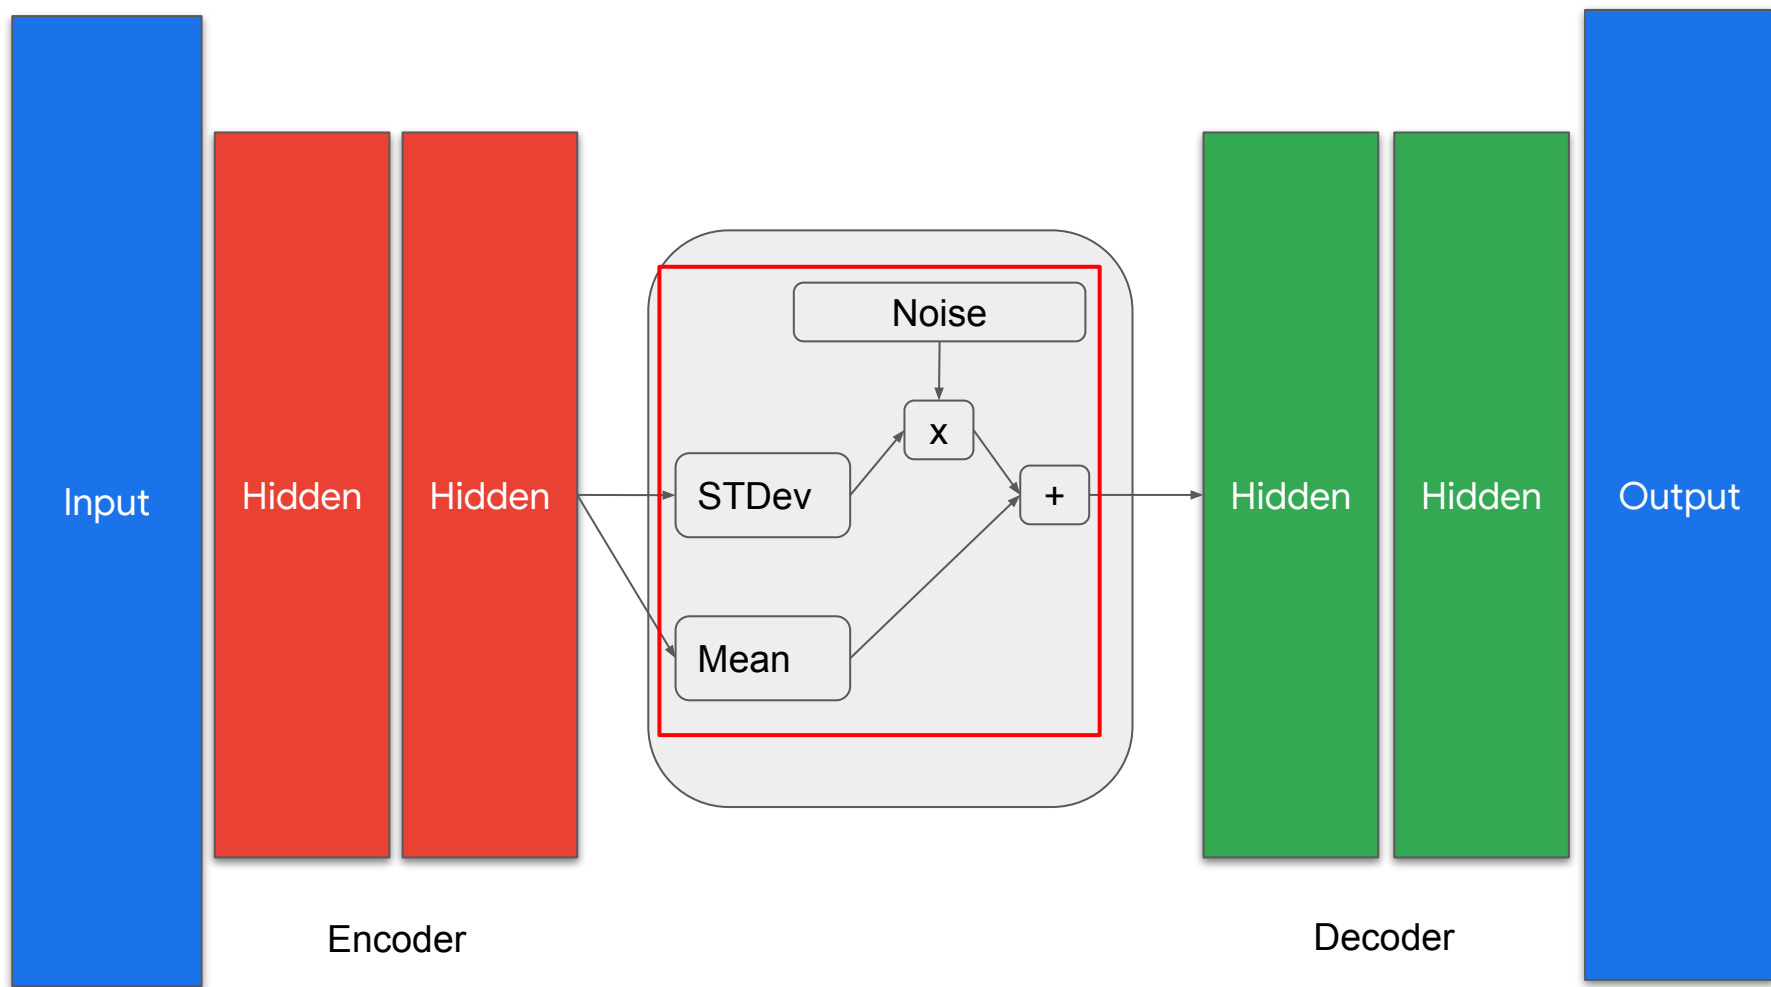 Input
Hidden
Hidden
Noise
x
STDev
+
Mean
Hidden
Hidden
Output
Encoder
Decoder